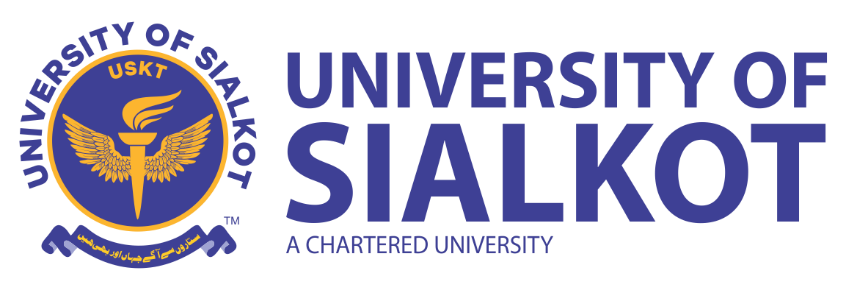 UNIVERSITY OF SIALKOT
USKT
TM
ستاروں سے آگے جہاں اور بھی ہیں
UNIVERSITY OF
SIALKOT
A CHARTERED UNIVERSITY